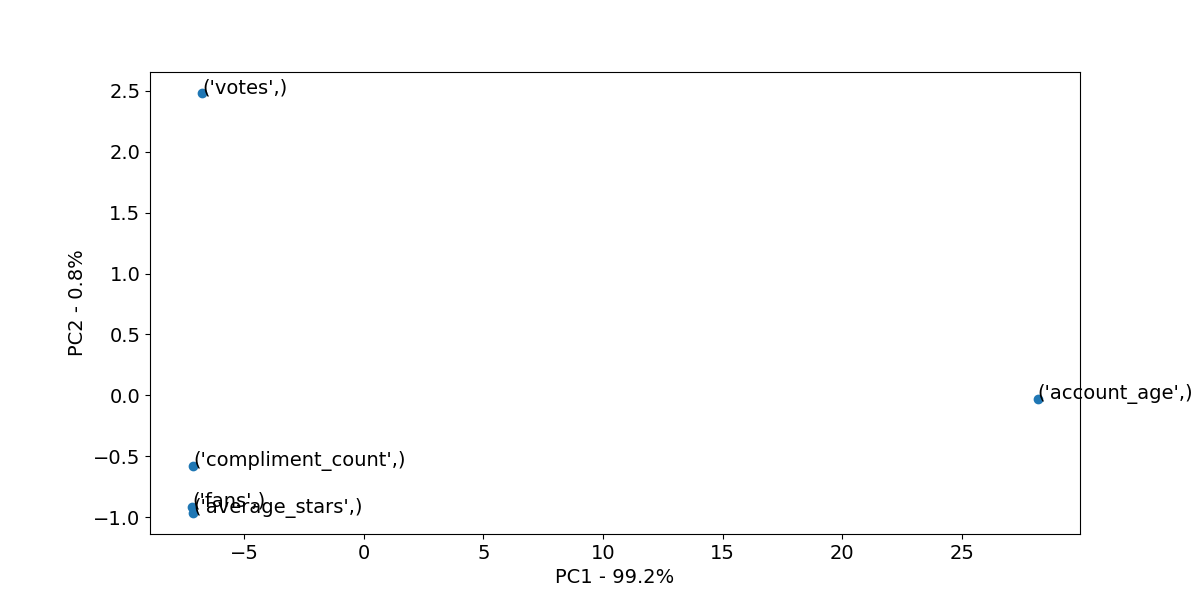 2.5
2.0
1.5
1.0
0.5
0.0
−0.5
−1.0
PC2 - 0.8%
('votes',)
('account_age',)
('compliment_count',)
('fans',)
('average_stars',)
−5
0
5
10
15
20
25
PC1 - 99.2%